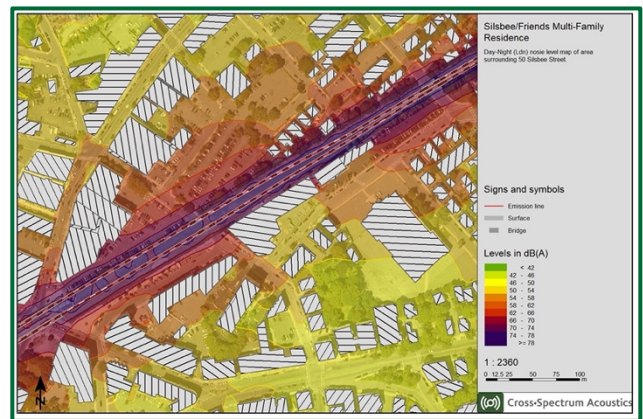 Silsbee/Friends Multi-Family
Residence
Day-Night (Ldn) nosie level map of area
surrounding 50 Silsbee Street.
Signs and symbols
Emission line
Surface
Bridge
Levels in dB(A)
< 42
42 - 46
46 - 50
50 - 54
54 - 58
58 - 62
62 - 66
66 - 70
70 - 74
74 - 78
>= 78
1 : 2360
0 12.5 25 50 75 100
m
N
Cross•Spectrum Acoustics